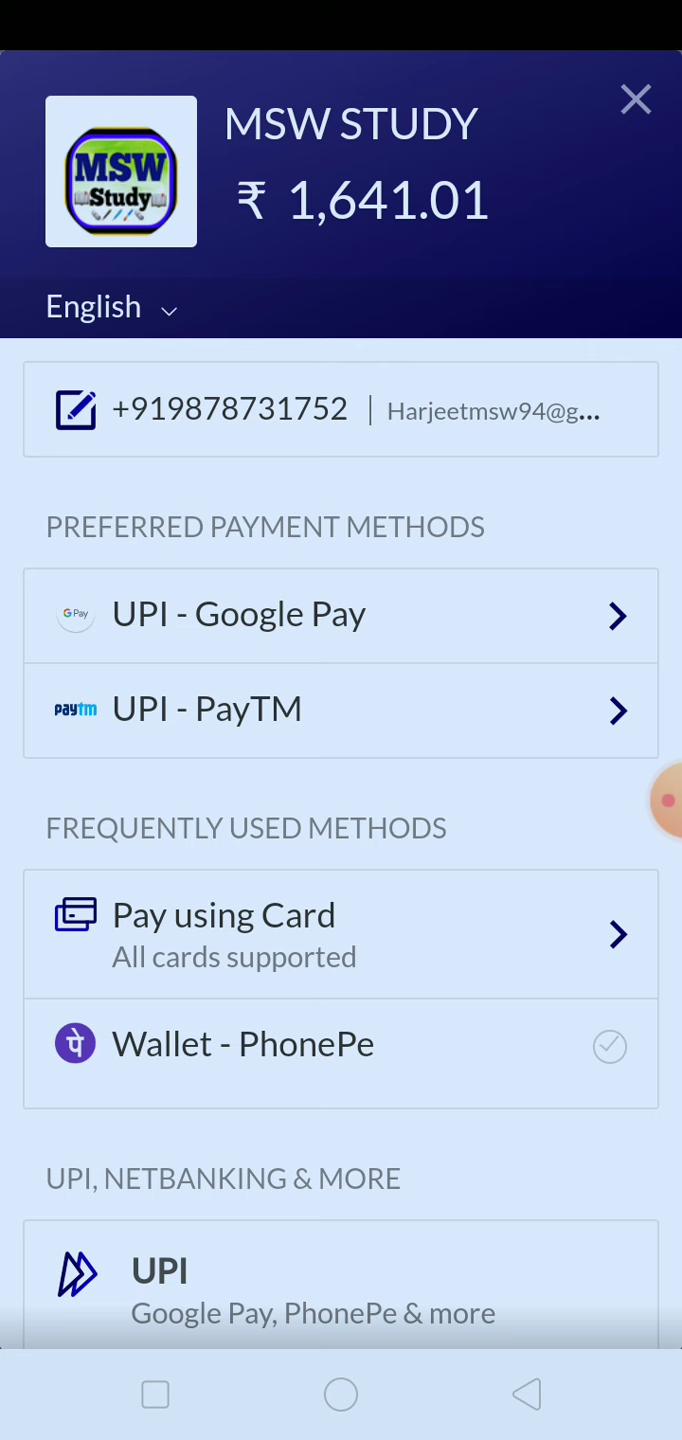 MSW
Study
MSW STUDY
₹ 1,641.01
English
+919878731752 | Harjeetmsw94@g...
PREFERRED PAYMENT METHODS
G Pay UPI - Google Pay
paytm UPI - PayTM
FREQUENTLY USED METHODS
Pay using Card
All cards supported
पे Wallet - PhonePe
UPI, NETBANKING & MORE
UPI
Google Pay, PhonePe & more